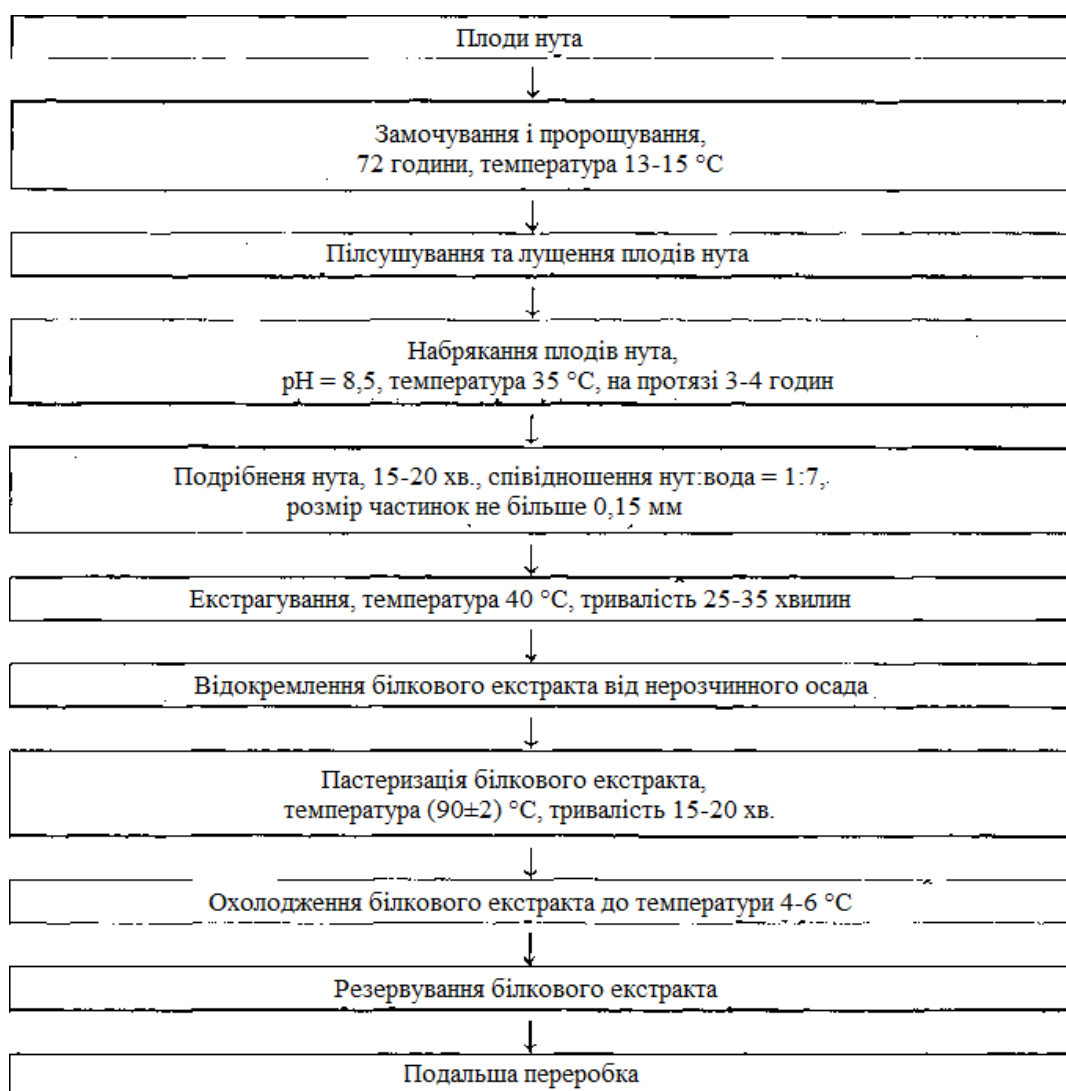 Плоди нута
Замочування і пророщування,
72 години, температура 13-15 °С
Пілсушування та лущення плодів нута
Набрякання плодів нута,
рН = 8,5, температура 35 °С, на протязі 3-4 годин
Подрібненя нута, 15-20 хв., співідношення нут:вода = 1:7,
розмір частинок не більше 0,15 мм
Екстрагування, температура 40 °С, тривалість 25-35 хвилин
Відокремлення білкового екстракта від нерозчинного осада
Пастеризація білкового екстракта,
температура (90±2) °С, тривалість 15-20 хв.
Охолодження білкового екстракта до температури 4-6 °С
Резервування білкового екстракта
Подальша переробка